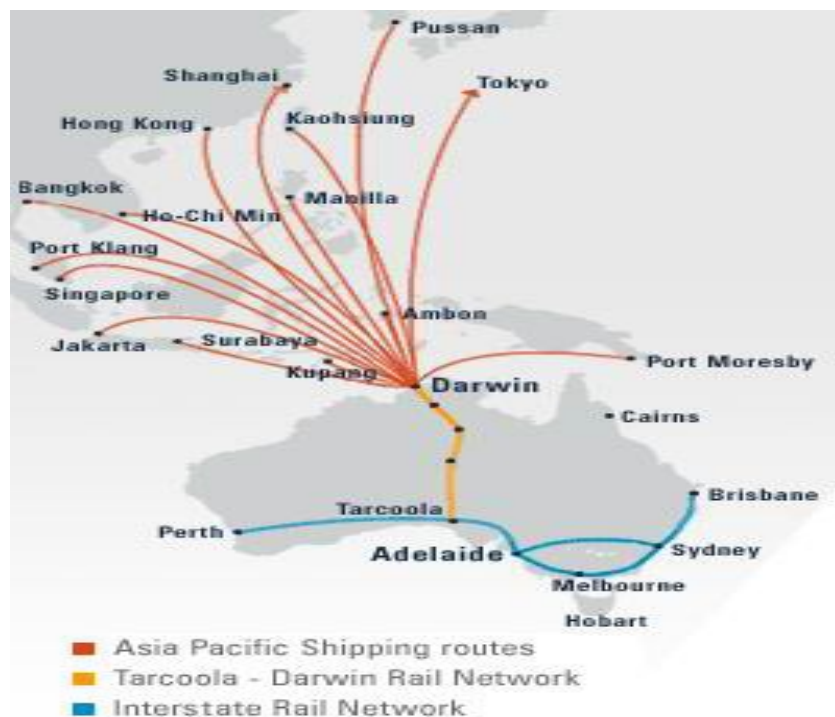 Pussan
Shanghai
Tokyo
Hong Kong
Kaohsiung
Bangkok
Manilla
Ho-Chi Min
Port Klang
Singapore
Ambon
Jakarta
Surabaya
Kupang
Port Moresby
Darwin
Cairns
Brisbane
Tarcoola
Perth
Adelaide
Sydney
Melbourne
Hobart
Asia Pacific Shipping routes
Tarcoola - Darwin Rail Network
Interstate Rail Network